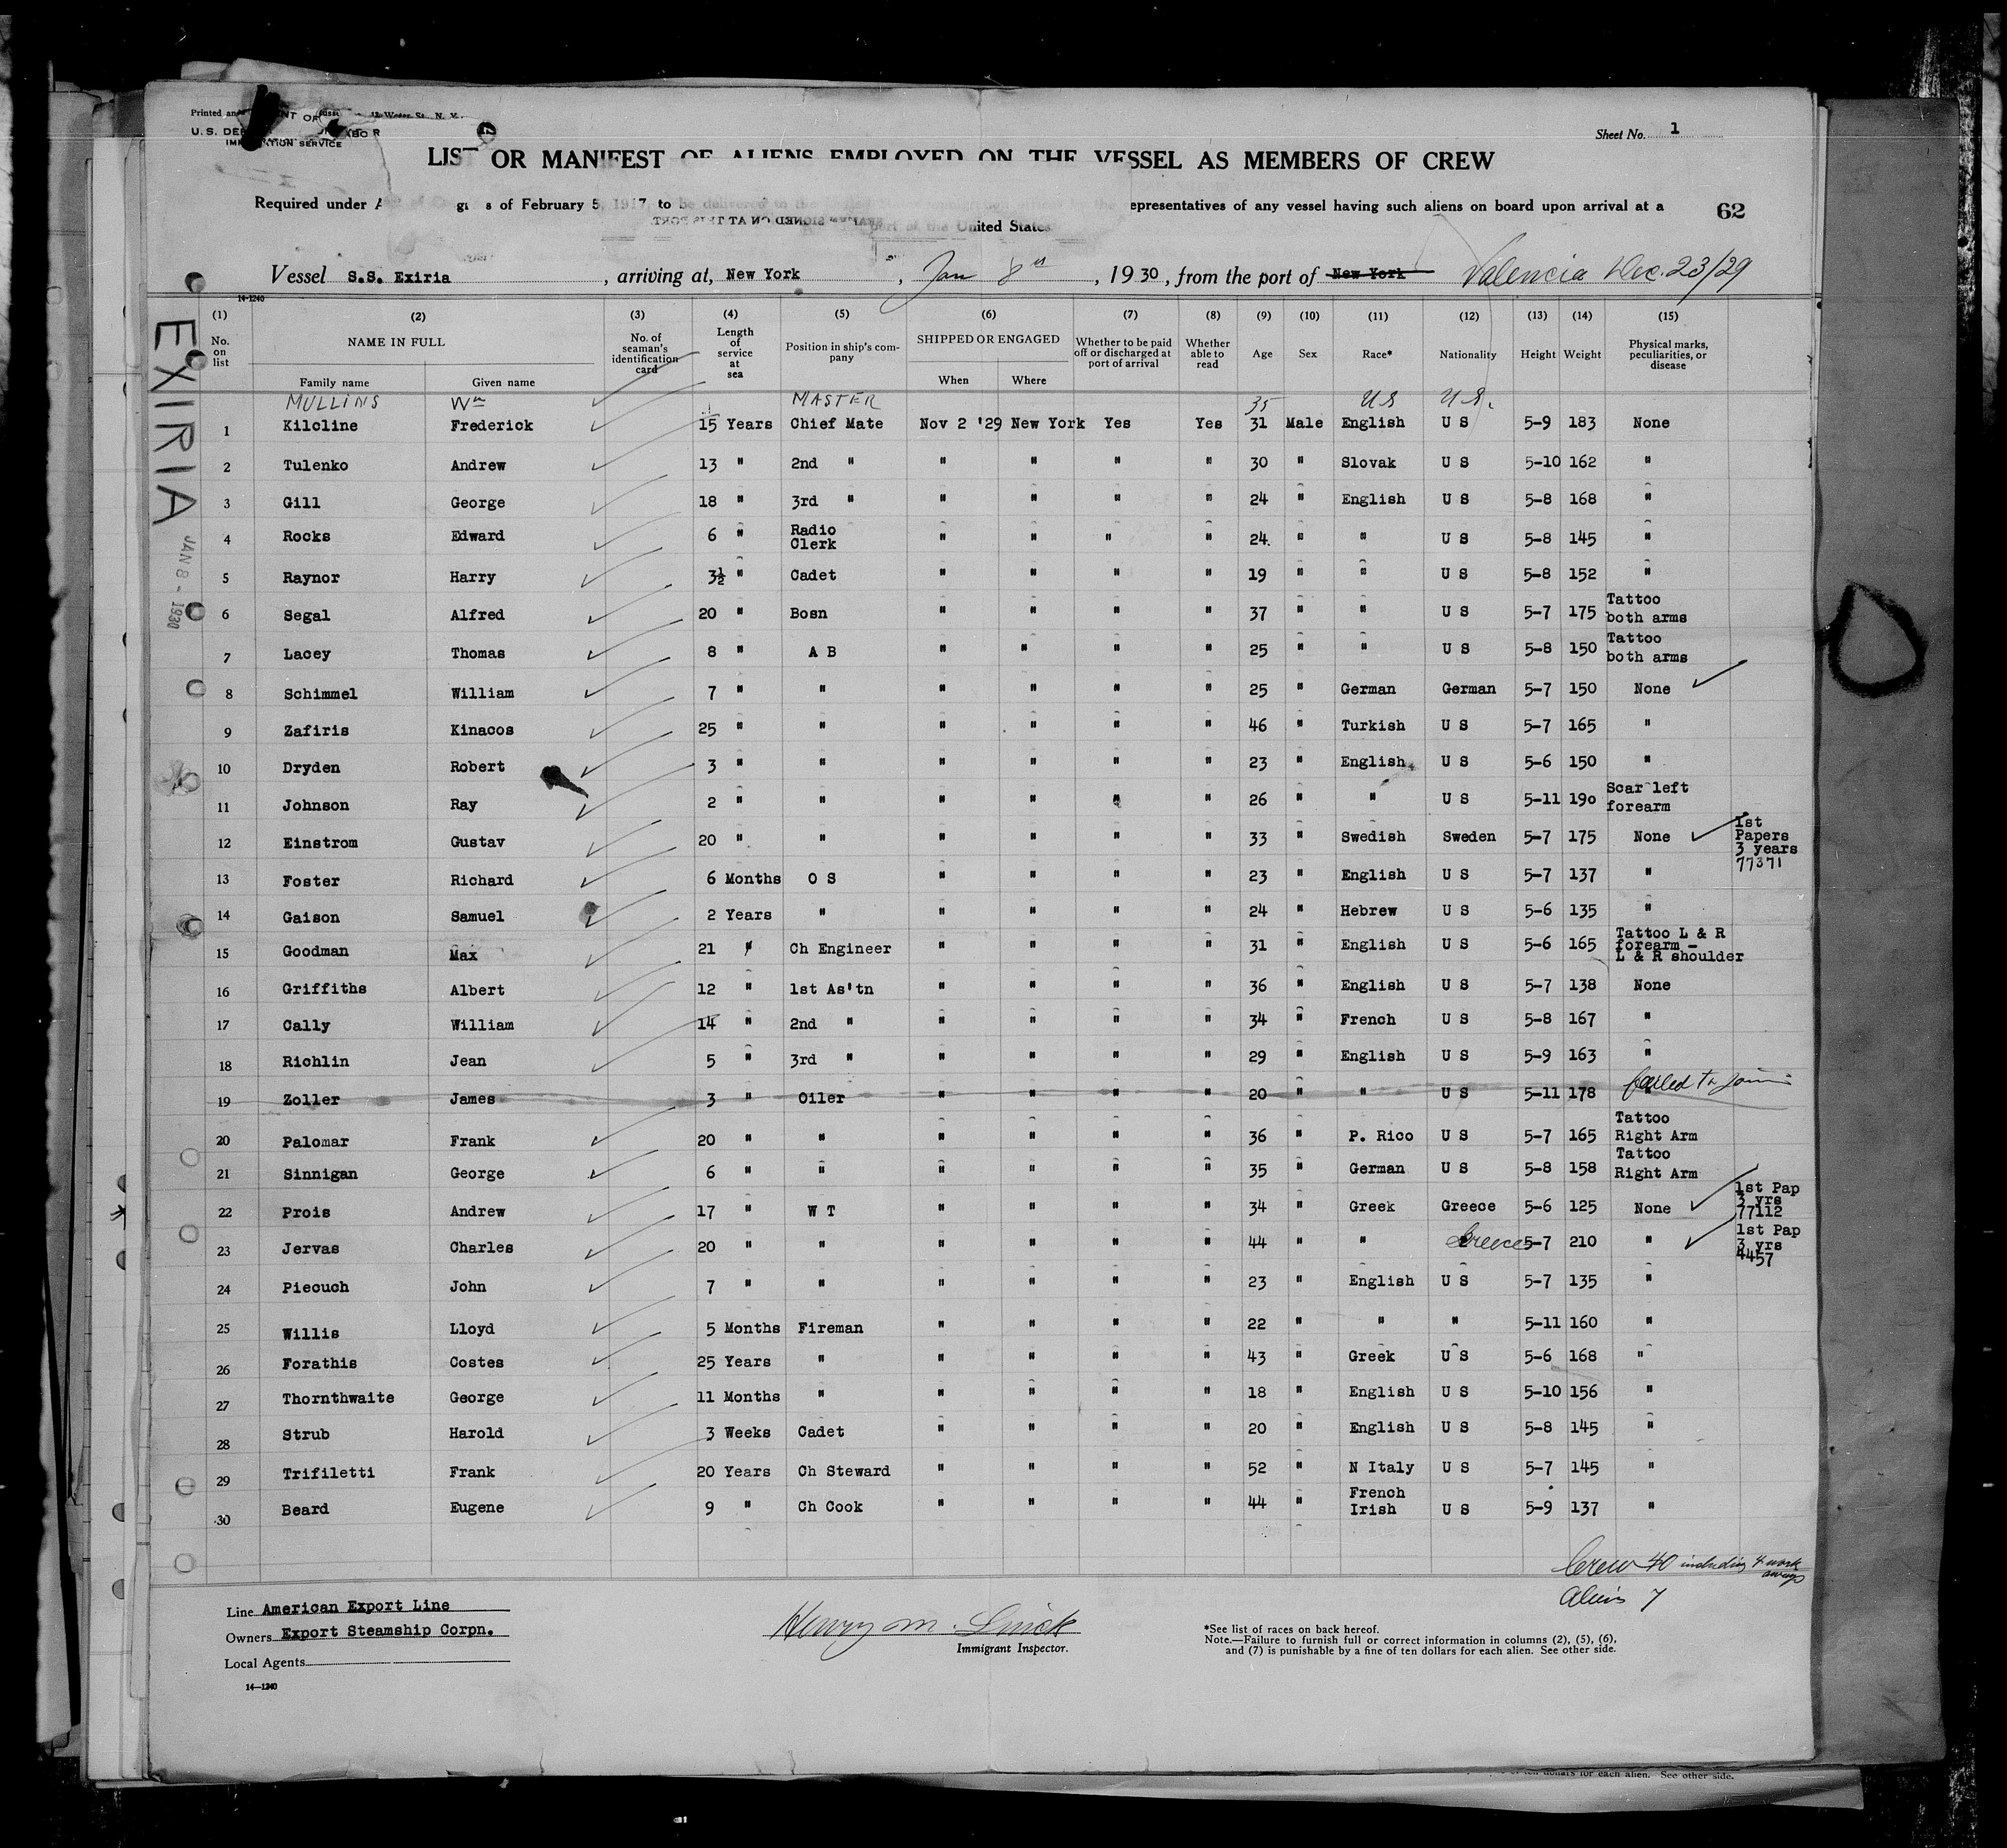 Printed and
U. S. DE NT OF ABOR
IMMIGRATION SERVICE
Sheet No. 1
LIST OR MANIFEST OF ALIENS EMPLOYED ON THE VESSEL AS MEMBERS OF CREW
Required under A g s of February 5, 1917, to be delivered to the epresentatives of any vessel having such aliens on board upon arrival at a
62
port of the United States
Vessel S.S. Exiria , arriving at, New York , Jan 8th , 1930, from the port of New York Valencia Dec. 23/29
14-1240
EXIRIA
JAN 8 - 1930
(1) (2) (3) (4) (5) (6) (7) (8) (9) (10) (11) (12) (13) (14) (15)
No. on list NAME IN FULL Family name Given name No. of seaman's identification card Length of service at sea Position in ship's company SHIPPED OR ENGAGED When Where Whether to be paid off or discharged at port of arrival Whether able to read Age Sex Race* Nationality Height Weight Physical marks, peculiarities, or disease
MULLINS Wm MASTER 35 US U.S.
1 Kilcline Frederick 15 Years Chief Mate Nov 2 '29 New York Yes Yes 31 Male English U S 5-9 183 None
2 Tulenko Andrew 13 " 2nd " " " " " 30 " Slovak U S 5-10 162 "
3 Gill George 18 " 3rd " " " " " 24 " English U S 5-8 168 "
4 Rocks Edward 6 " Radio Clerk " " " " 24. " " U S 5-8 145 "
5 Raynor Harry 3½ " Cadet " " " " 19 " " U S 5-8 152 "
6 Segal Alfred 20 " Bosn " " " " 37 " " U S 5-7 175 Tattoo both arms
7 Lacey Thomas 8 " A B " " " " 25 " " U S 5-8 150 Tattoo both arms
8 Schimmel William 7 " " " " " " 25 " German German 5-7 150 None
9 Zafiris Kinacos 25 " " " " " " 46 " Turkish U S 5-7 165 "
10 Dryden Robert 3 " " " " " " 23 " English U S 5-6 150 "
11 Johnson Ray 2 " " " " " " 26 " " U S 5-11 190 Scar left forearm
12 Einstrom Gustav 20 " " " " " " 33 " Swedish Sweden 5-7 175 None 1st Papers 3 years 77371
13 Foster Richard 6 Months O S " " " " 23 " English U S 5-7 137 "
14 Gaison Samuel 2 Years " " " " " 24 " Hebrew U S 5-6 135 "
15 Goodman Max 21 " Ch Engineer " " " " 31 " English U S 5-6 165 Tattoo L & R forearm - L & R shoulder
16 Griffiths Albert 12 " 1st As'tn " " " " 36 " English U S 5-7 138 None
17 Cally William 14 " 2nd " " " " " 34 " French U S 5-8 167 "
18 Richlin Jean 5 " 3rd " " " " " 29 " English U S 5-9 163 "
19 Zoller James 3 " Oiler " " " " 20 " " U S 5-11 178 " failed to join
20 Palomar Frank 20 " " " " " " 36 " P. Rico U S 5-7 165 Tattoo Right Arm
21 Sinnigan George 6 " " " " " " 35 " German U S 5-8 158 Tattoo Right Arm
22 Prois Andrew 17 " W T " " " " 34 " Greek Greece 5-6 125 None 1st Pap 3 yrs 77112
23 Jervas Charles 20 " " " " " " 44 " " Greece 5-7 210 " 1st Pap 3 yrs 4457
24 Piecuch John 7 " " " " " " 23 " English U S 5-7 135 "
25 Willis Lloyd 5 Months Fireman " " " " 22 " " " 5-11 160 "
26 Forathis Costes 25 Years " " " " " 43 " Greek U S 5-6 168 "
27 Thornthwaite George 11 Months " " " " " 18 " English U S 5-10 156 "
28 Strub Harold 3 Weeks Cadet " " " " 20 " English U S 5-8 145 "
29 Trifiletti Frank 20 Years Ch Steward " " " " 52 " N Italy U S 5-7 145 "
30 Beard Eugene 9 " Ch Cook " " " " 44 " French Irish U S 5-9 137 "
Crew 40 including 4 work aways
Aliens 7
Line American Export Line
Owners Export Steamship Corpn.
Local Agents
14-1240
Henry M.
Immigrant Inspector.
*See list of races on back hereof.
Note.—Failure to furnish full or correct information in columns (2), (5), (6),
and (7) is punishable by a fine of ten dollars for each alien. See other side.
ten dollars for each alien. See other side.